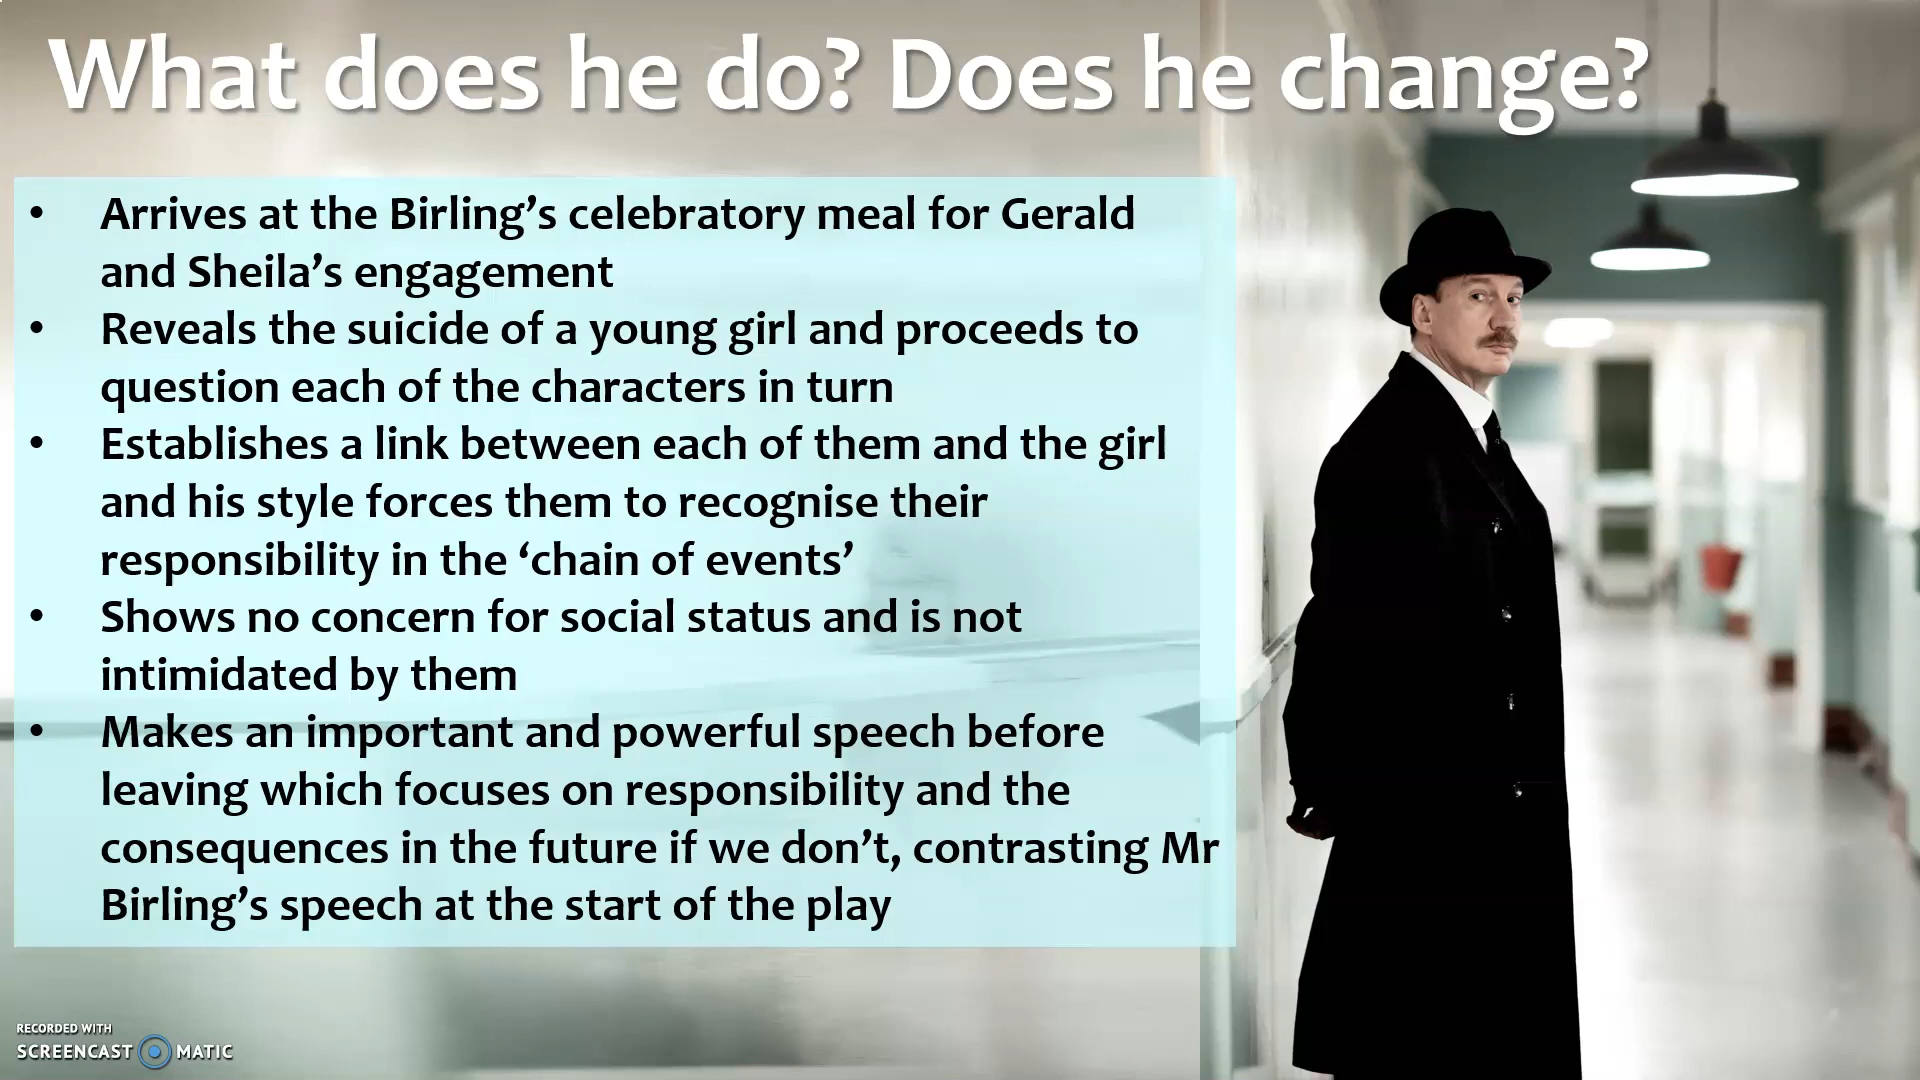 What does he do? Does he change?
• Arrives at the Birling’s celebratory meal for Gerald
and Sheila’s engagement
• Reveals the suicide of a young girl and proceeds to
question each of the characters in turn
• Establishes a link between each of them and the girl
and his style forces them to recognise their
responsibility in the ‘chain of events’
• Shows no concern for social status and is not
intimidated by them
• Makes an important and powerful speech before
leaving which focuses on responsibility and the
consequences in the future if we don’t, contrasting Mr
Birling’s speech at the start of the play
RECORDED WITH
SCREENCAST MATIC